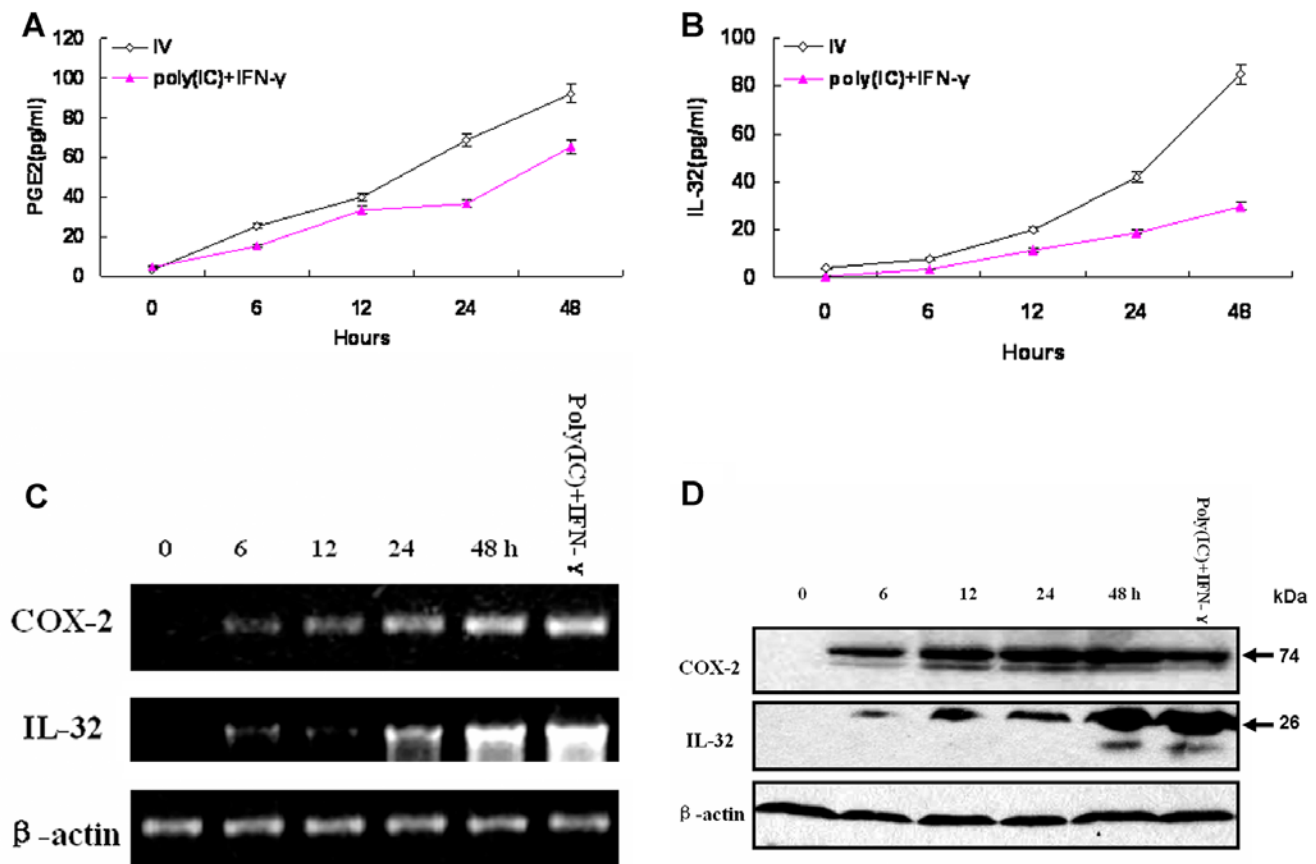 A
120
100
80
60
40
20
0
PGE2(pg/ml)
IV
poly(IC)+IFN-γ
0 6 12 24 48
Hours
B
100
80
60
40
20
0
IL-32(pg/ml)
IV
poly(IC)+IFN-γ
0 6 12 24 48
Hours
C
0 6 12 24 48 h Poly(IC)+IFN-γ
COX-2
IL-32
β-actin
D
0 6 12 24 48 h Poly(IC)+IFN-γ kDa
COX-2 74
IL-32 26
β-actin